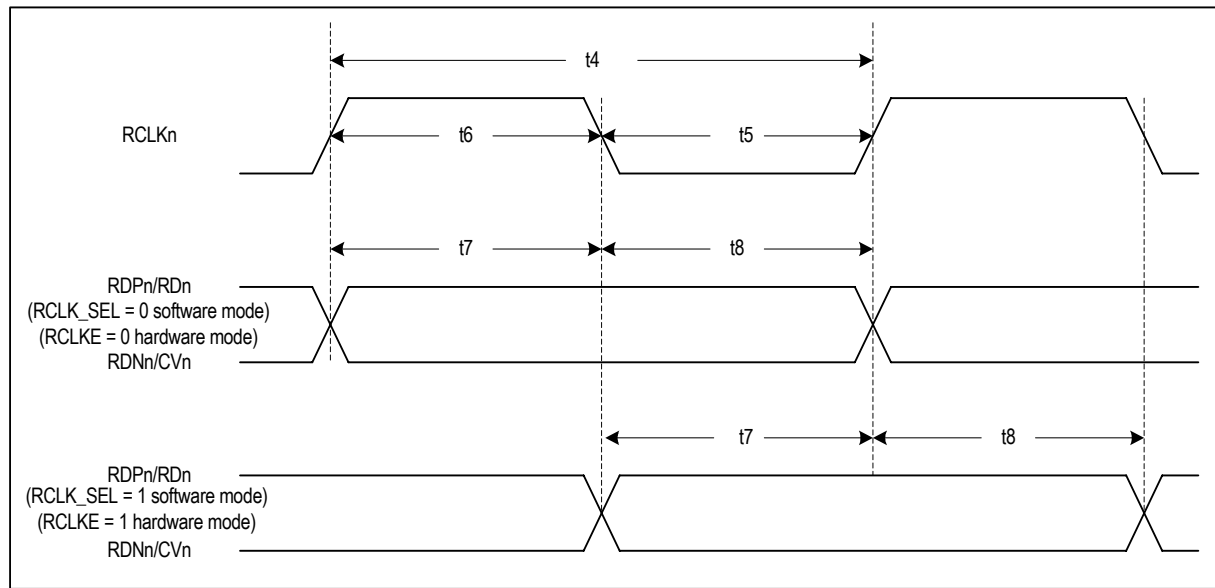 t4
RCLKn
t6
t5
t7
t8
RDPn/RDn
(RCLK_SEL = 0 software mode)
(RCLKE = 0 hardware mode)
RDNn/CVn
t7
t8
RDPn/RDn
(RCLK_SEL = 1 software mode)
(RCLKE = 1 hardware mode)
RDNn/CVn